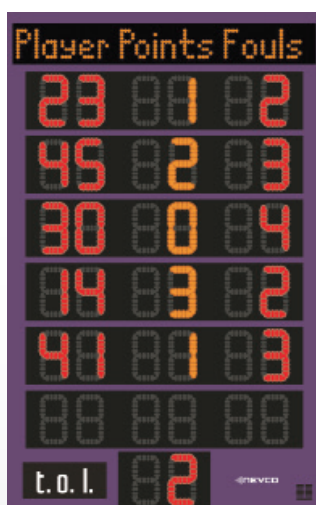 Player Points Fouls
23 1 2
45 2 3
30 0 4
14 3 2
41 1 3
t.o.l. 2
NEVCO